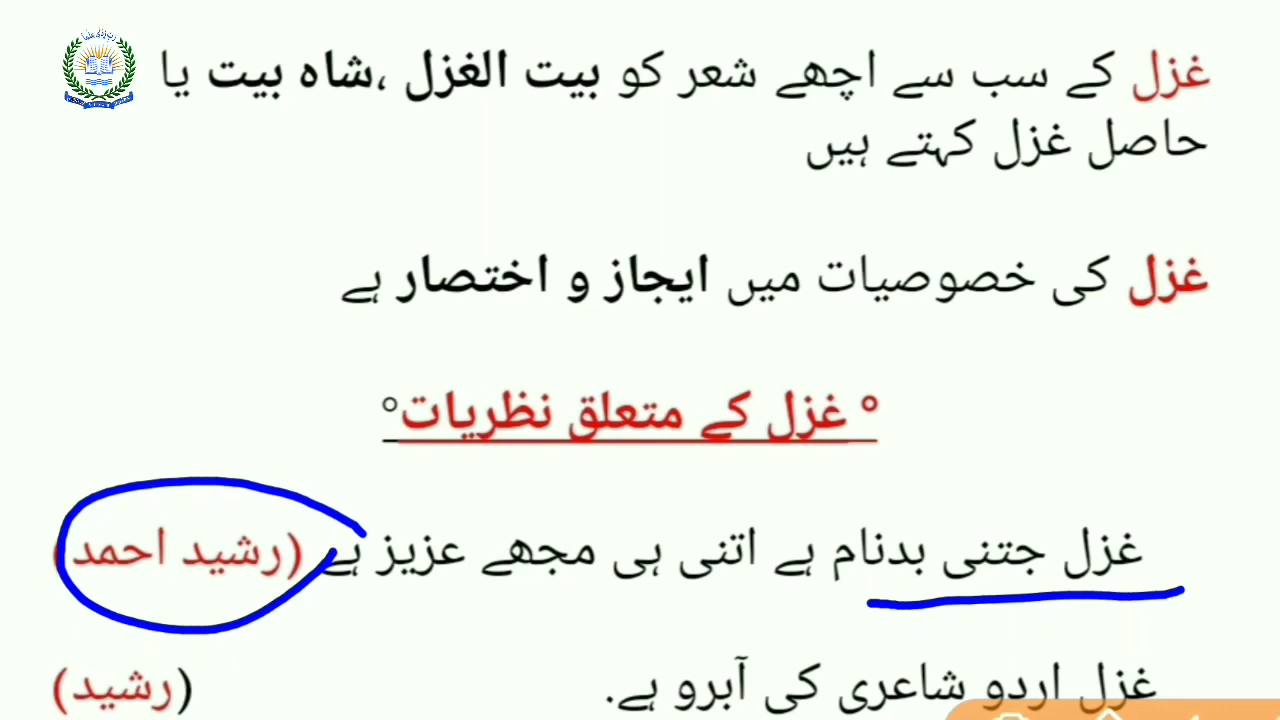 غزل کے سب سے اچھے شعر کو بیت الغزل ،شاہ بیت یا
حاصل غزل کہتے ہیں
غزل کی خصوصیات میں ایجاز و اختصار ہے
° غزل کے متعلق نظریات°
غزل جتنی بدنام ہے اتنی ہی مجھے عزیز ہے (رشید احمد)
غزل اردو شاعری کی آبرو ہے. (رشید)